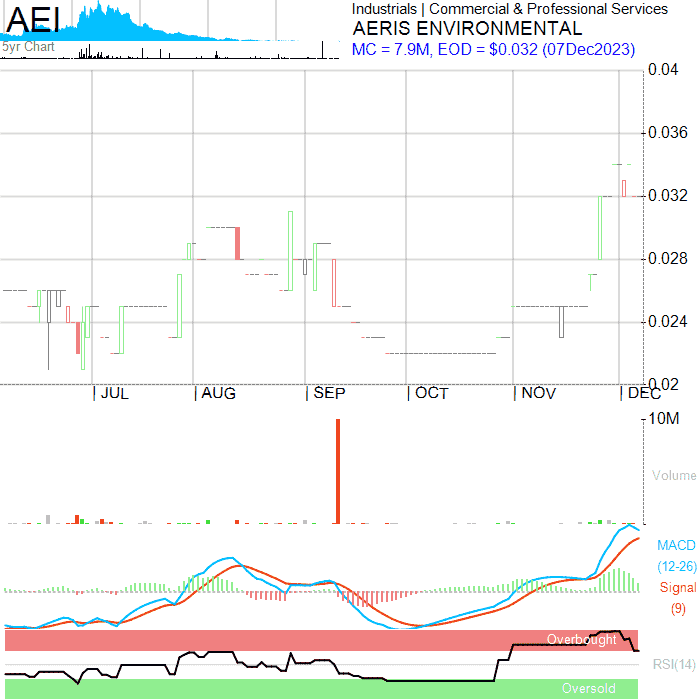 AEI
5yr Chart
Industrials | Commercial & Professional Services
AERIS ENVIRONMENTAL
MC = 7.9M, EOD = $0.032 (07Dec2023)
0.04
0.036
0.032
0.028
0.024
0.02
JUL AUG SEP OCT NOV DEC
10M
Volume
MACD
(12-26)
Signal
(9)
Overbought
RSI(14)
Oversold